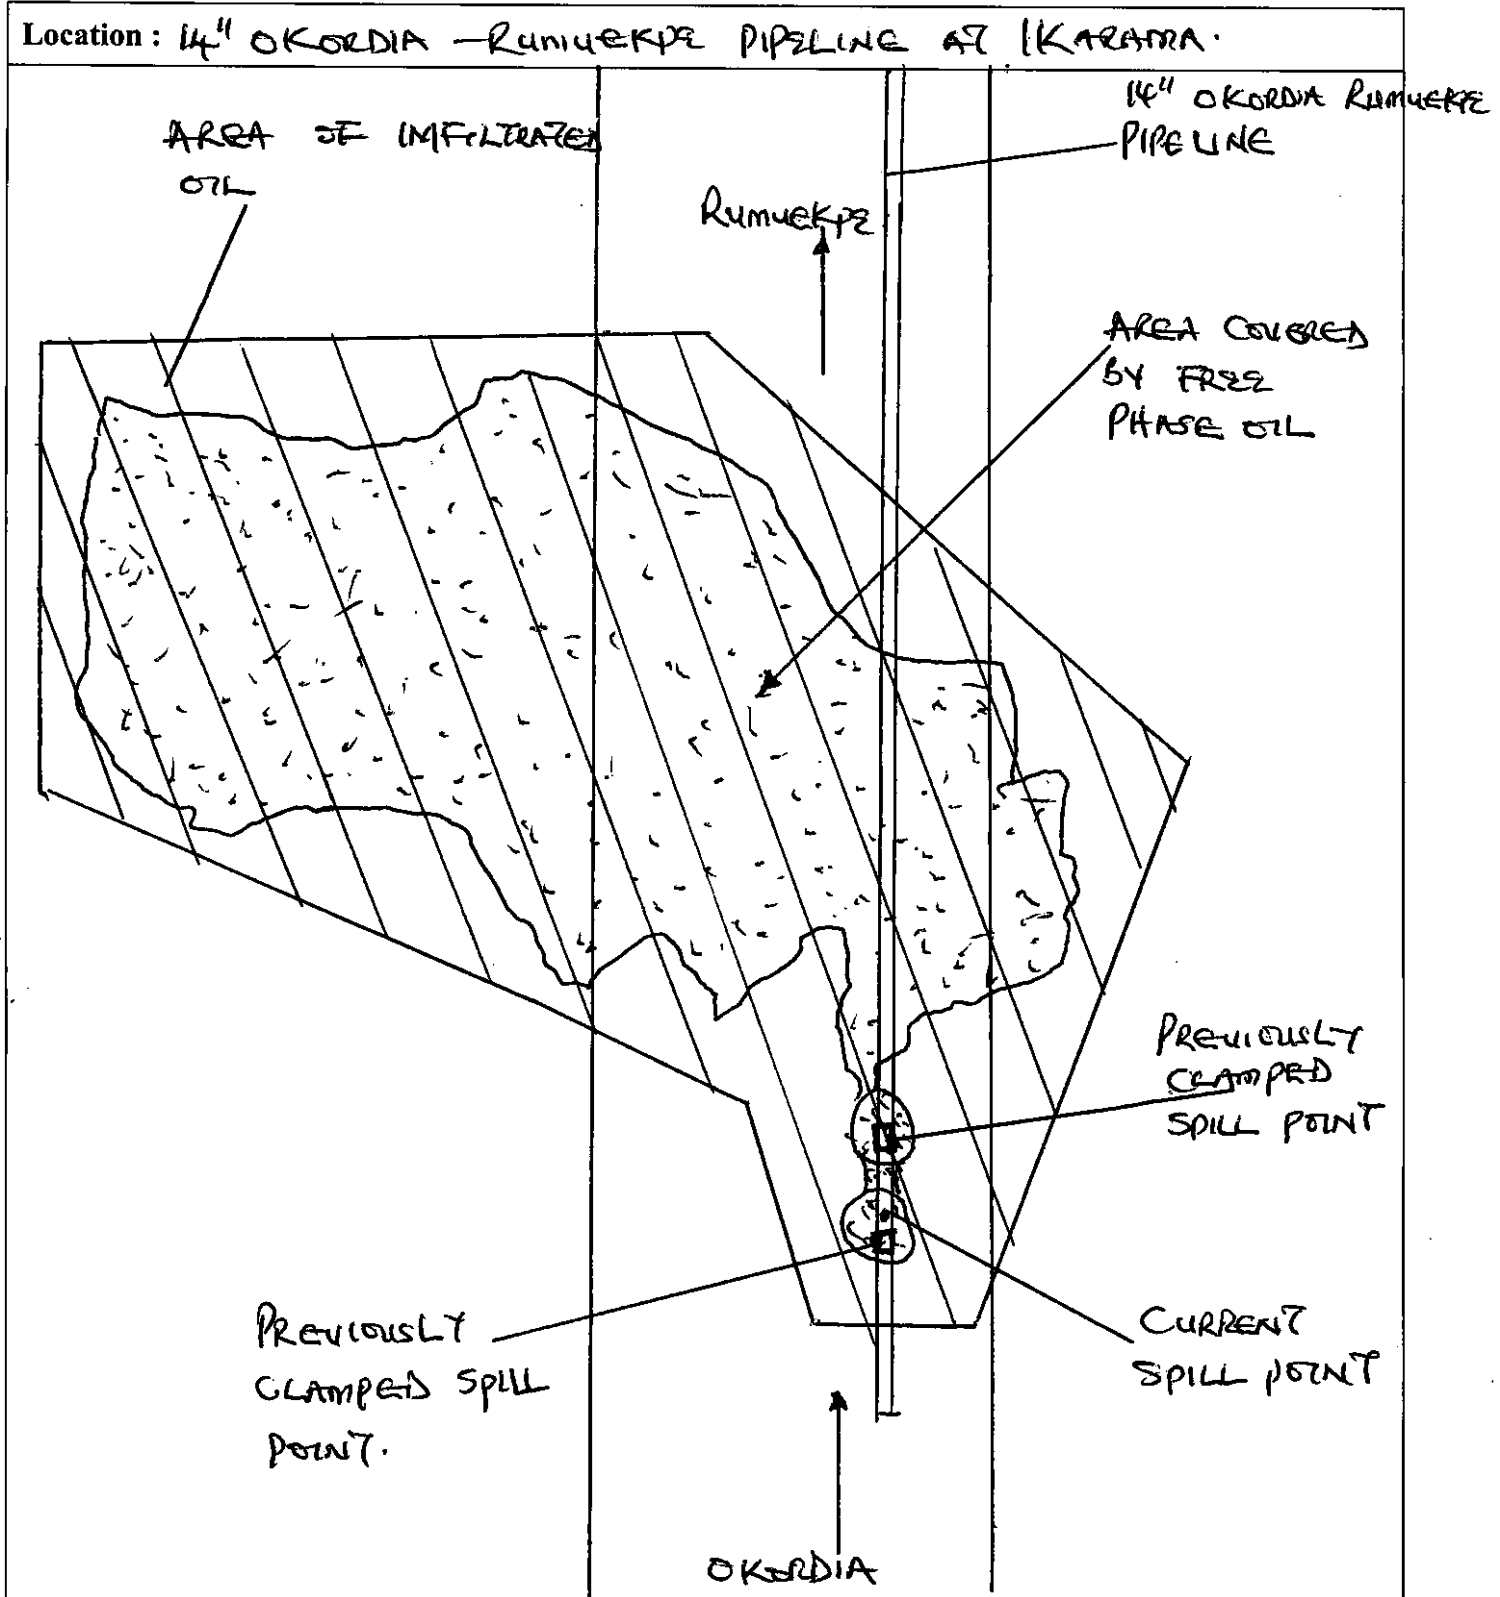 Location : 14" OKORDIA - RUMUEKPE PIPELINE AT IKARAMA.
14" OKORDIA RUMUEKPE
PIPELINE
AREA OF INFILTRATED
OIL
RUMUEKPE
AREA COVERED
BY FREE
PHASE OIL
PREVIOUSLY
CLAMPED
SPILL POINT
PREVIOUSLY
CLAMPED SPILL
POINT.
CURRENT
SPILL POINT
OKORDIA